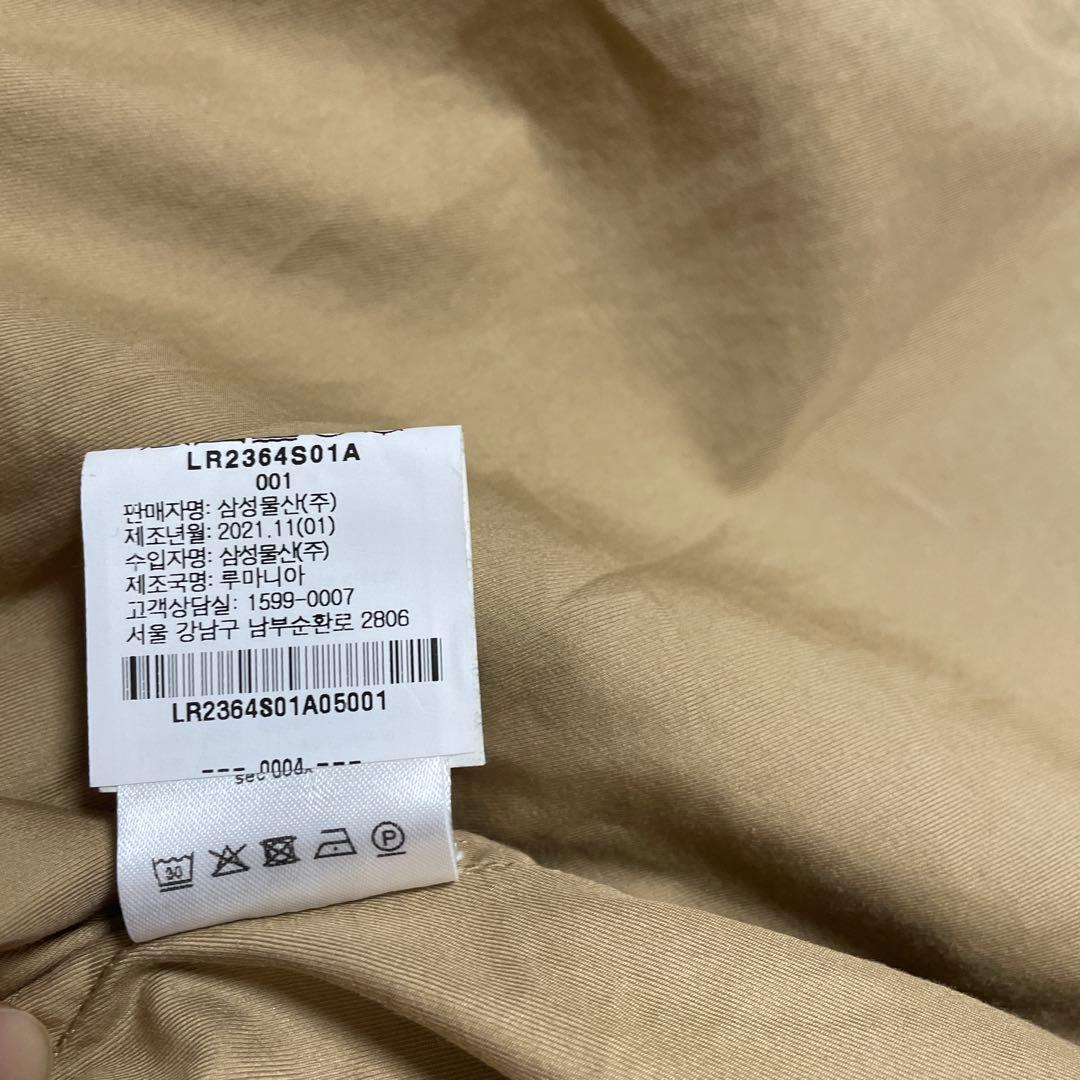 LR2364S01A
001
판매자명: 삼성물산(주)
제조년월: 2021.11(01)
수입자명: 삼성물산(주)
제조국명: 루마니아
고객상담실: 1599-0007
서울 강남구 남부순환로 2806
LR2364S01A05001
0004
30
P